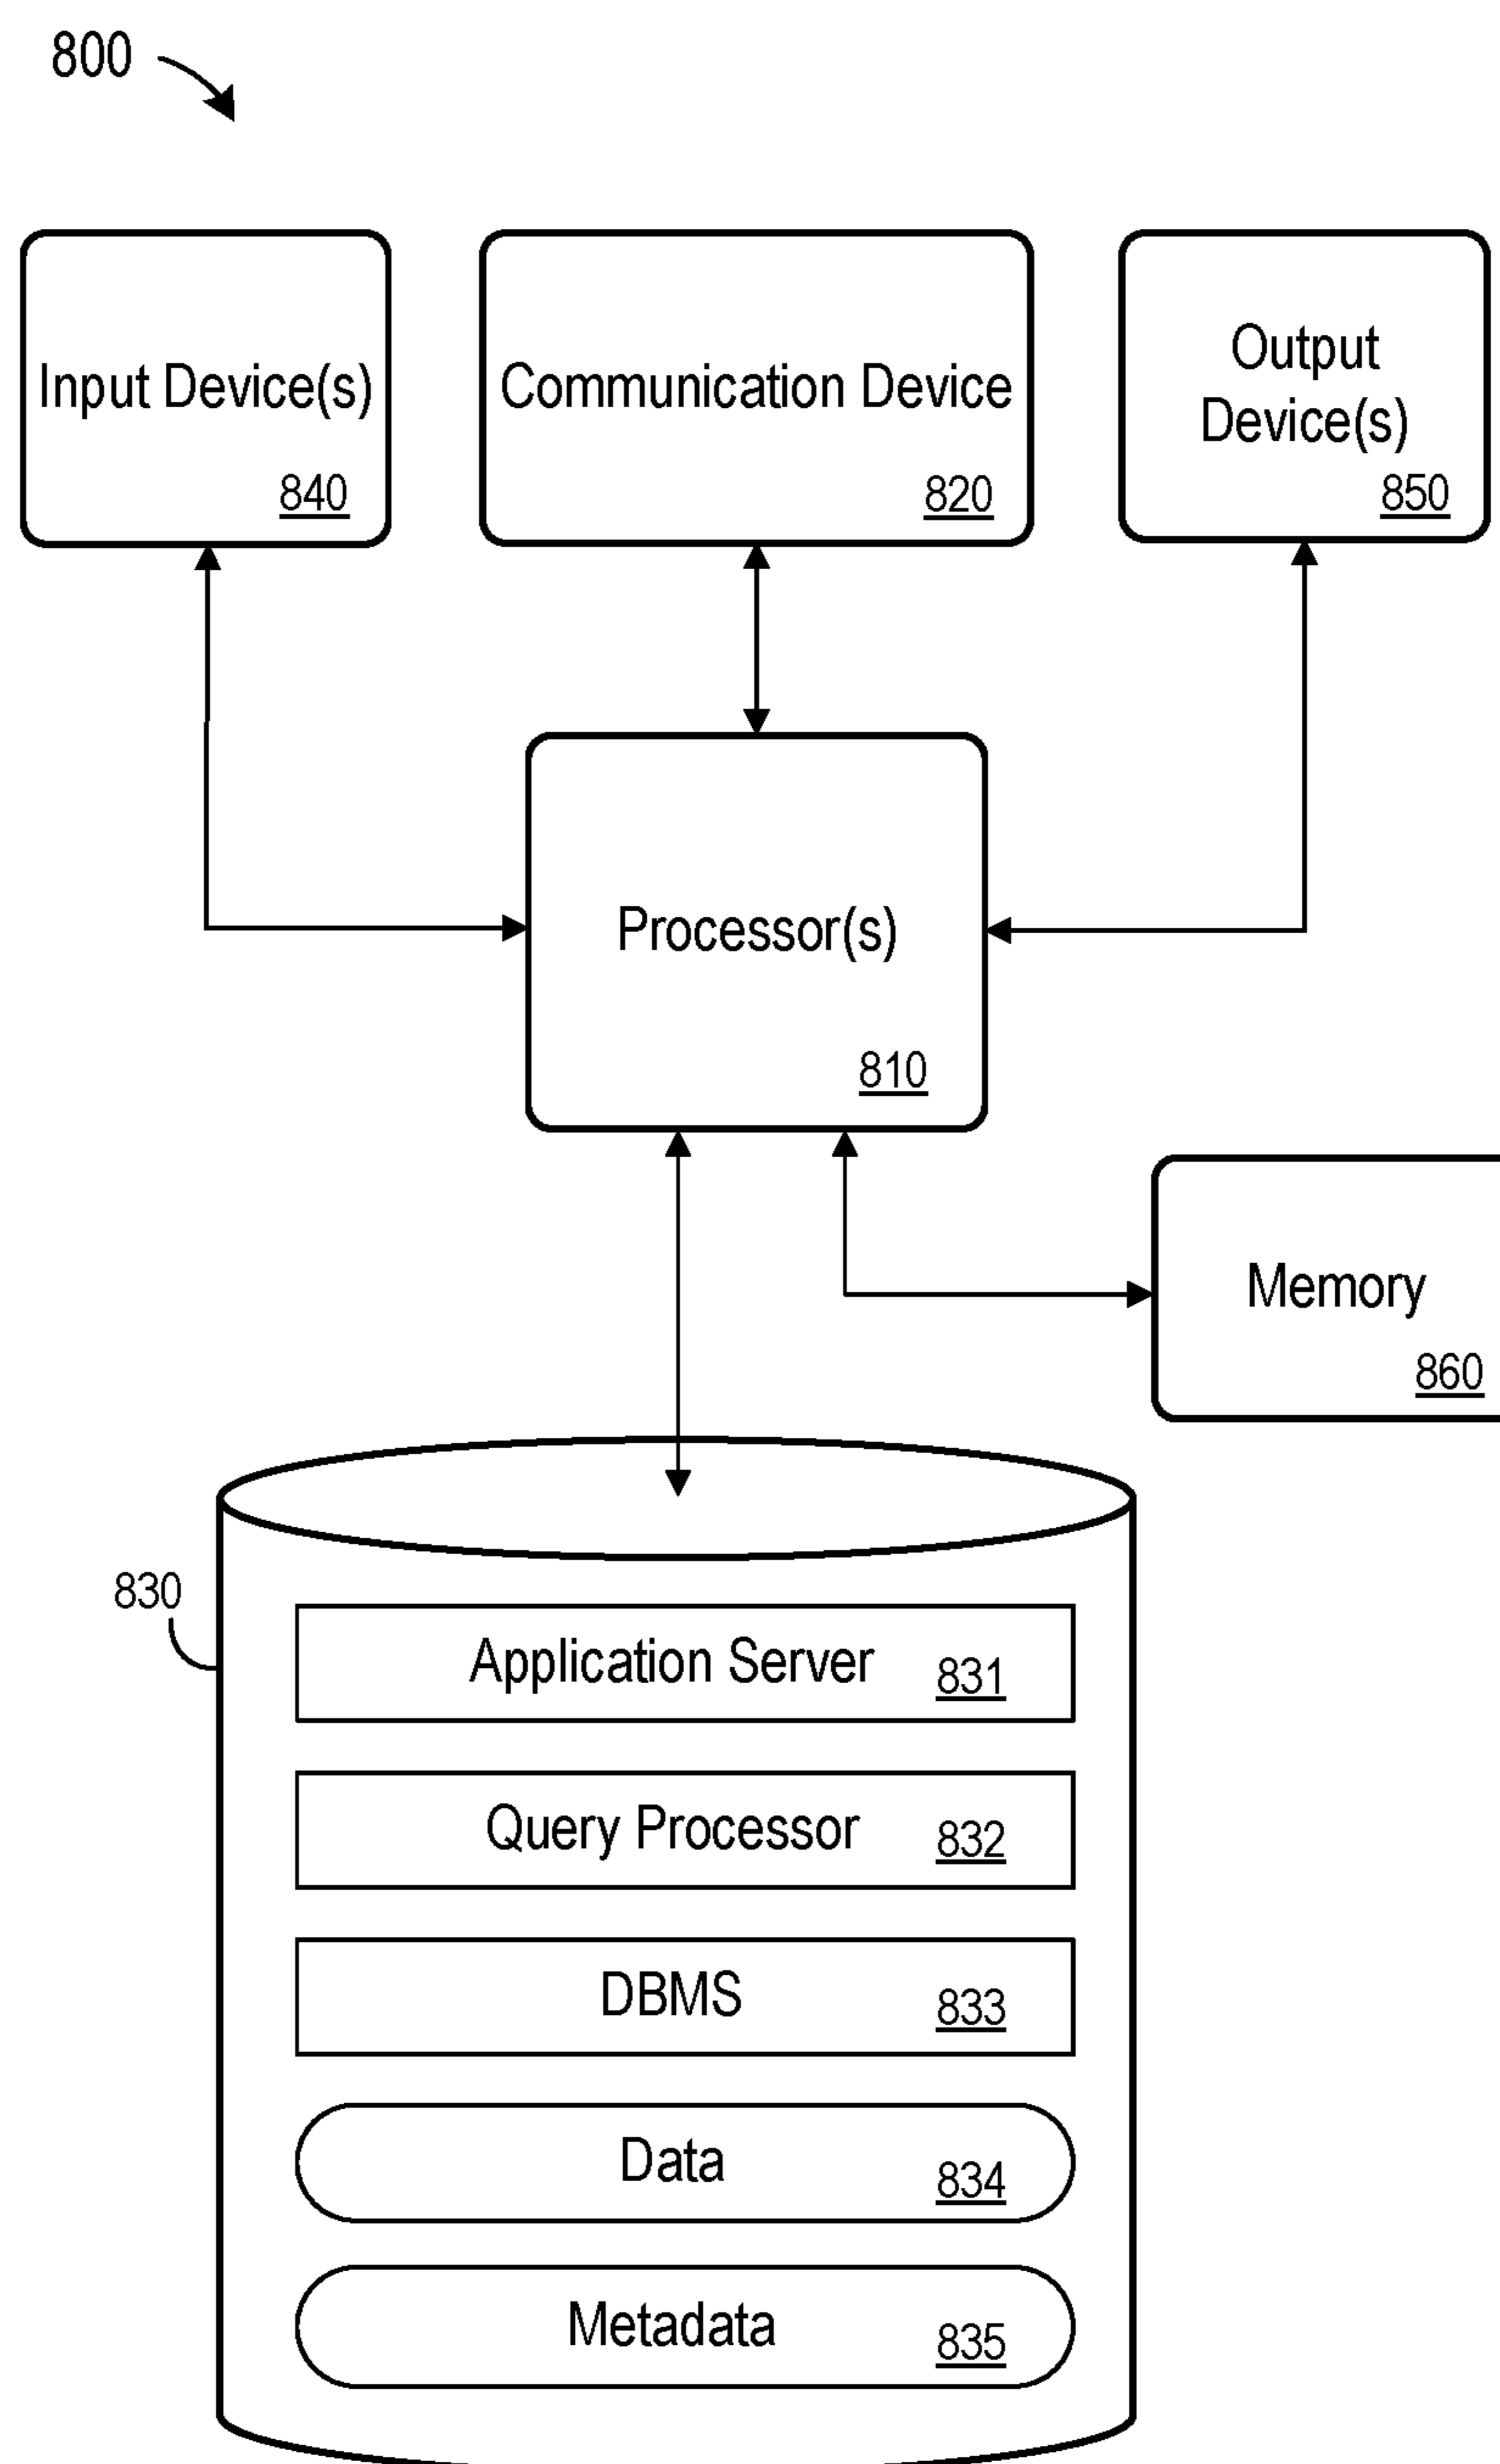 800
Input Device(s)
840
Communication Device
820
Output
Device(s)
850
Processor(s)
810
Memory
860
830
Application Server 831
Query Processor 832
DBMS 833
Data 834
Metadata 835